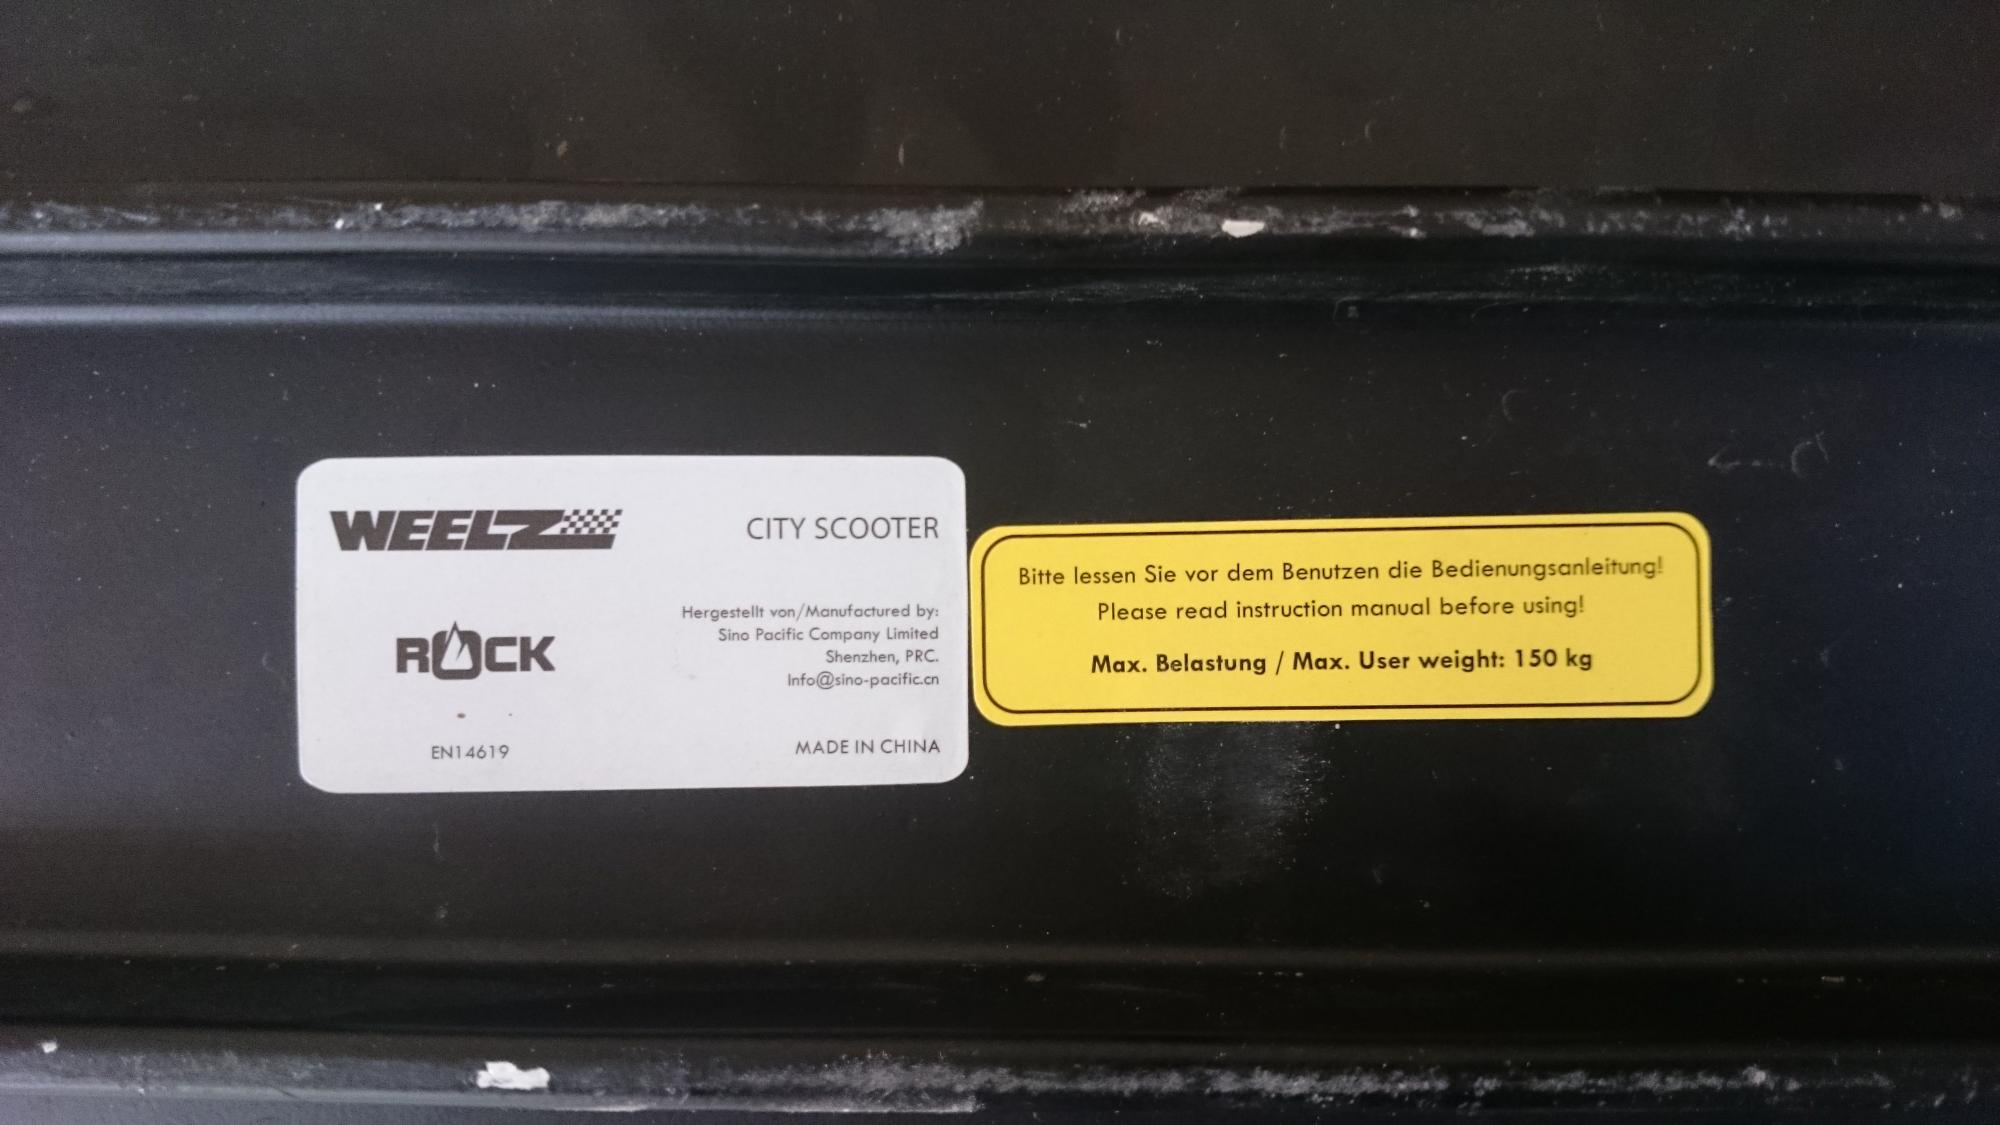 WEELZ
CITY SCOOTER
ROCK
Hergestellt von/Manufactured by:
Sino Pacific Company Limited
Shenzhen, PRC.
Info@sino-pacific.cn
EN14619
MADE IN CHINA
Bitte lessen Sie vor dem Benutzen die Bedienungsanleitung!
Please read instruction manual before using!
Max. Belastung / Max. User weight: 150 kg